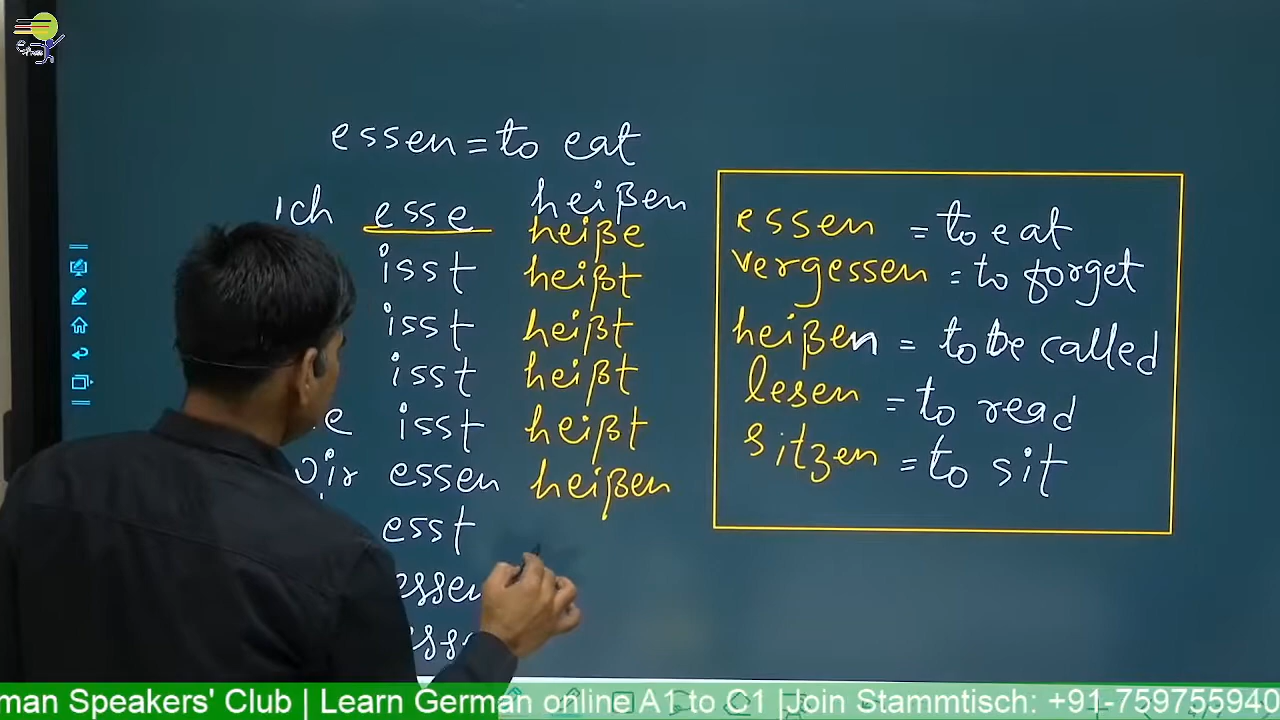 essen = to eat
heißen
Ich esse heiße
isst heißt
isst heißt
isst heißt
isst heißt
wir essen heißen
esst
essen
essen = to eat
vergessen = to forget
heißen = to be called
lesen = to read
sitzen = to sit
man Speakers' Club | Learn German online A1 to C1 |Join Stammtisch: +91-759755940